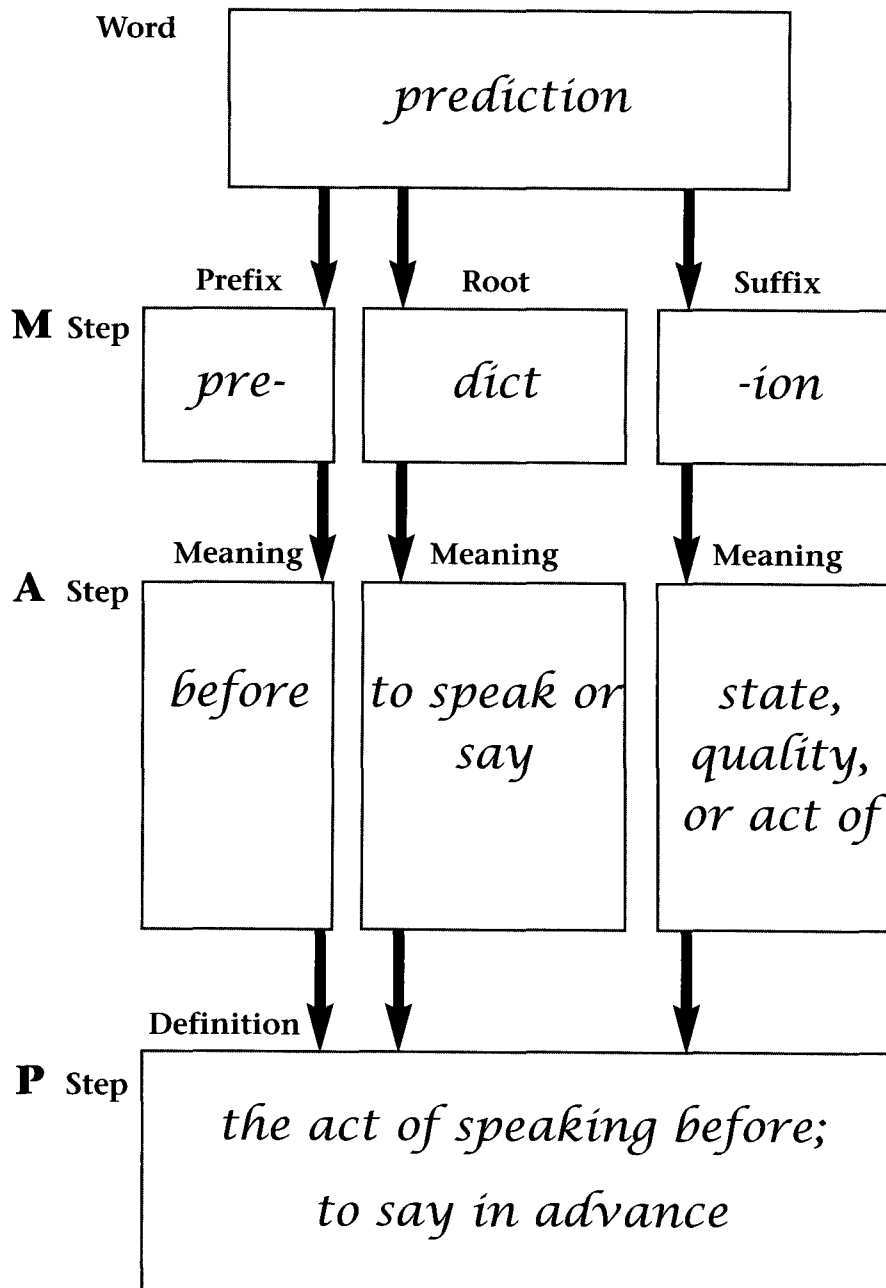 Word
prediction
Prefix
Root
Suffix
M Step
pre-
dict
-ion
Meaning
Meaning
Meaning
A Step
before
to speak or
say
state,
quality,
or act of
Definition
P Step
the act of speaking before;
to say in advance